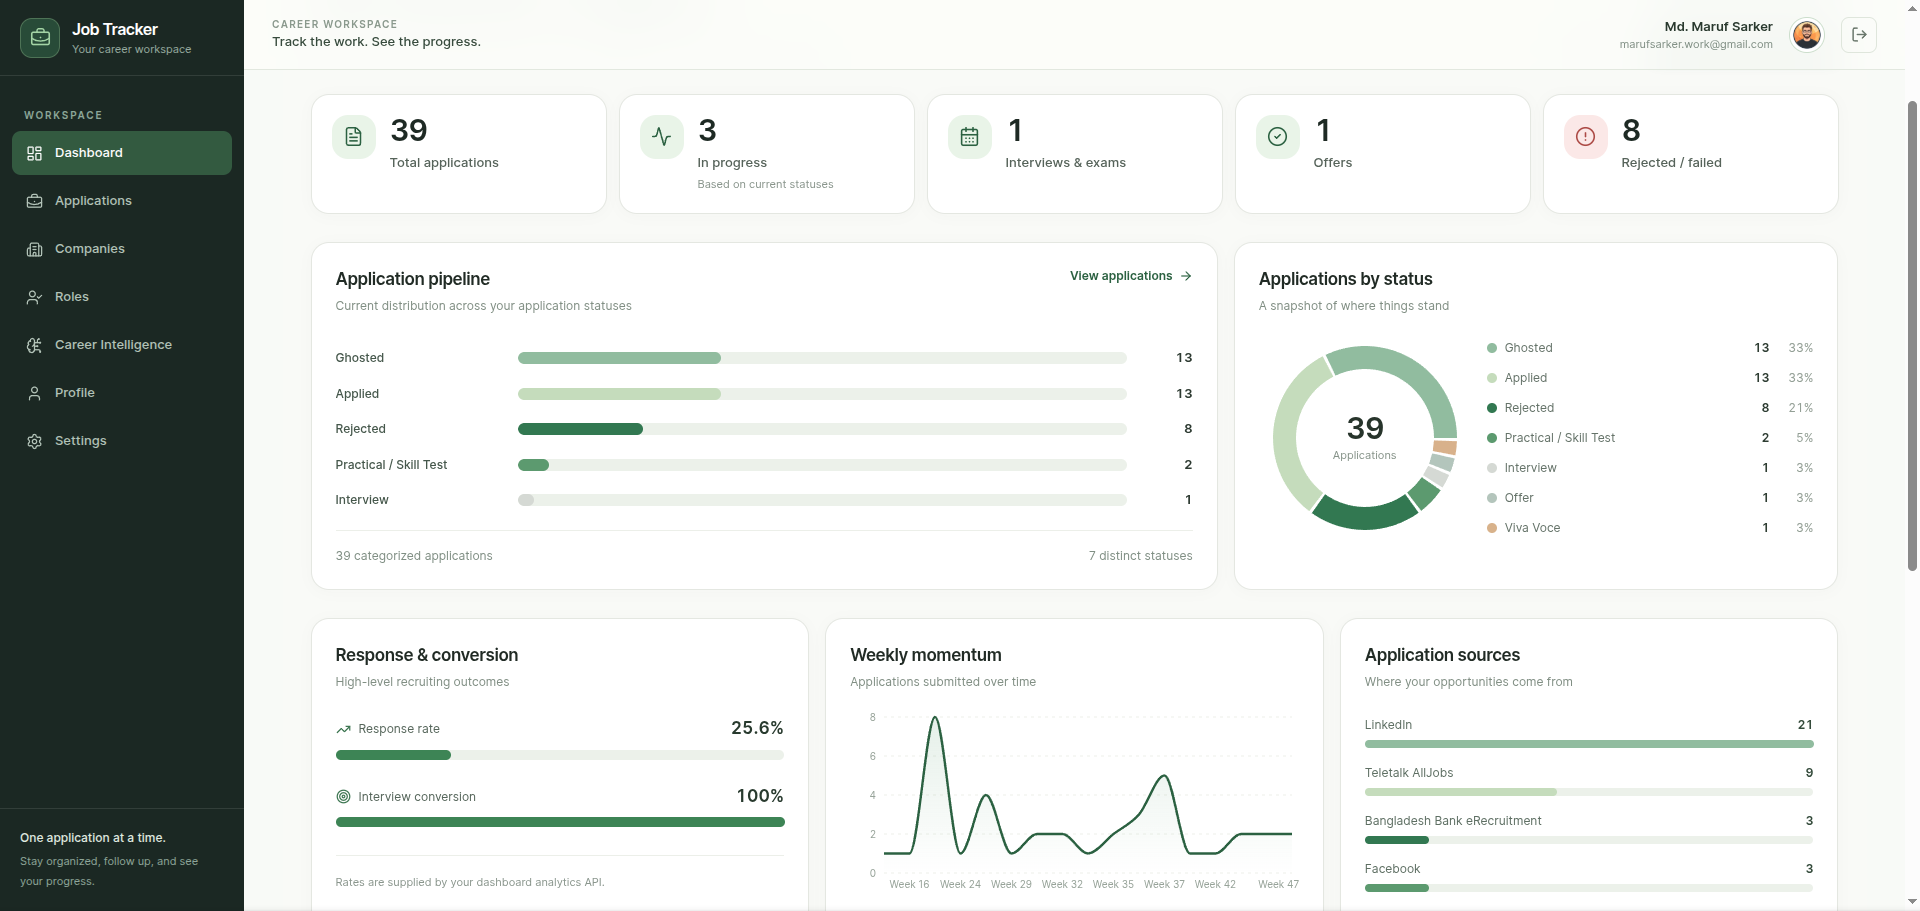 Job Tracker
Your career workspace
WORKSPACE
Dashboard
Applications
Companies
Roles
Career Intelligence
Profile
Settings
One application at a time.
Stay organized, follow up, and see
your progress.
CAREER WORKSPACE
Track the work. See the progress.
Md. Maruf Sarker
marufsarker.work@gmail.com
39
Total applications
3
In progress
Based on current statuses
1
Interviews & exams
1
Offers
8
Rejected / failed
Application pipeline
View applications →
Current distribution across your application statuses
Ghosted 13
Applied 13
Rejected 8
Practical / Skill Test 2
Interview 1
39 categorized applications 7 distinct statuses
Applications by status
A snapshot of where things stand
39
Applications
Ghosted 13 33%
Applied 13 33%
Rejected 8 21%
Practical / Skill Test 2 5%
Interview 1 3%
Offer 1 3%
Viva Voce 1 3%
Response & conversion
High-level recruiting outcomes
Response rate 25.6%
Interview conversion 100%
Rates are supplied by your dashboard analytics API.
Weekly momentum
Applications submitted over time
8
6
4
2
0
Week 16 Week 24 Week 29 Week 32 Week 35 Week 37 Week 42 Week 47
Application sources
Where your opportunities come from
LinkedIn 21
Teletalk AllJobs 9
Bangladesh Bank eRecruitment 3
Facebook 3